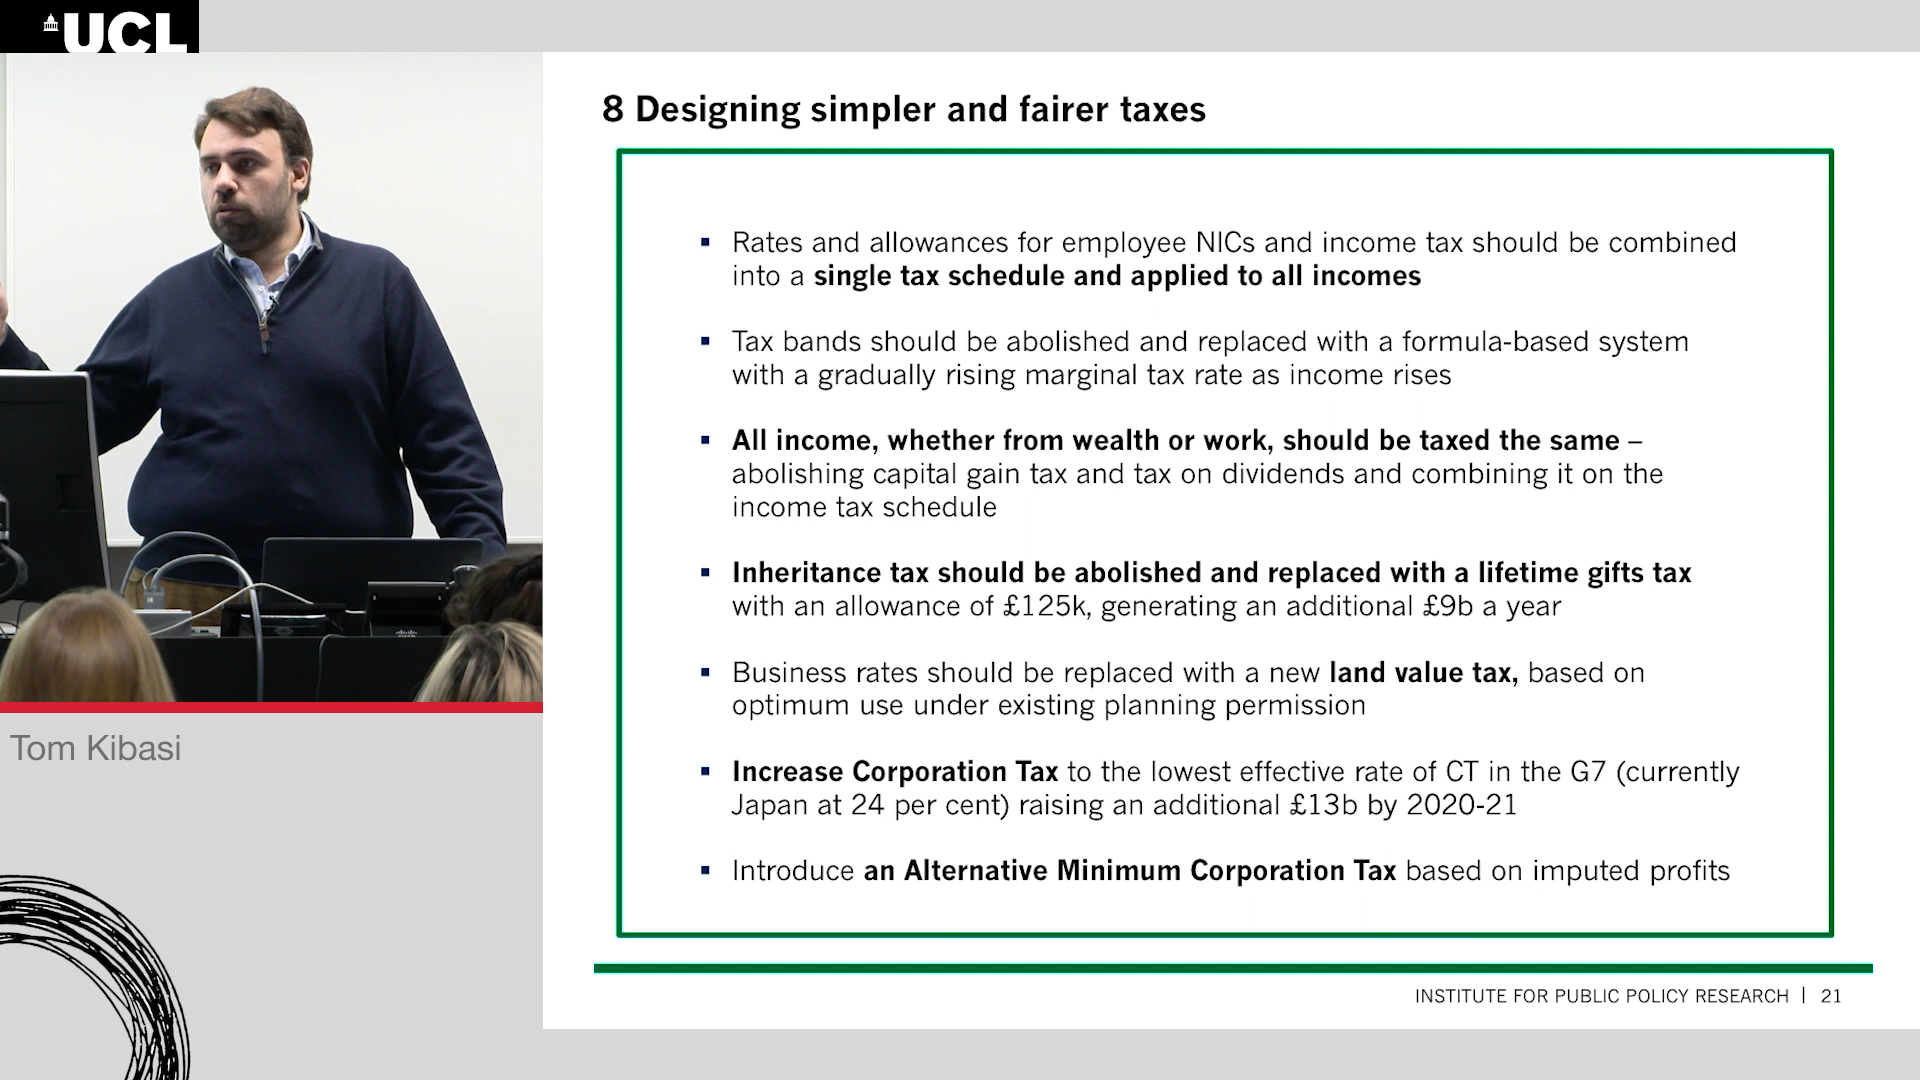 UCL
8 Designing simpler and fairer taxes
▪ Rates and allowances for employee NICs and income tax should be combined
into a single tax schedule and applied to all incomes
▪ Tax bands should be abolished and replaced with a formula-based system
with a gradually rising marginal tax rate as income rises
▪ All income, whether from wealth or work, should be taxed the same –
abolishing capital gain tax and tax on dividends and combining it on the
income tax schedule
▪ Inheritance tax should be abolished and replaced with a lifetime gifts tax
with an allowance of £125k, generating an additional £9b a year
▪ Business rates should be replaced with a new land value tax, based on
optimum use under existing planning permission
▪ Increase Corporation Tax to the lowest effective rate of CT in the G7 (currently
Japan at 24 per cent) raising an additional £13b by 2020-21
▪ Introduce an Alternative Minimum Corporation Tax based on imputed profits
INSTITUTE FOR PUBLIC POLICY RESEARCH | 21
Tom Kibasi